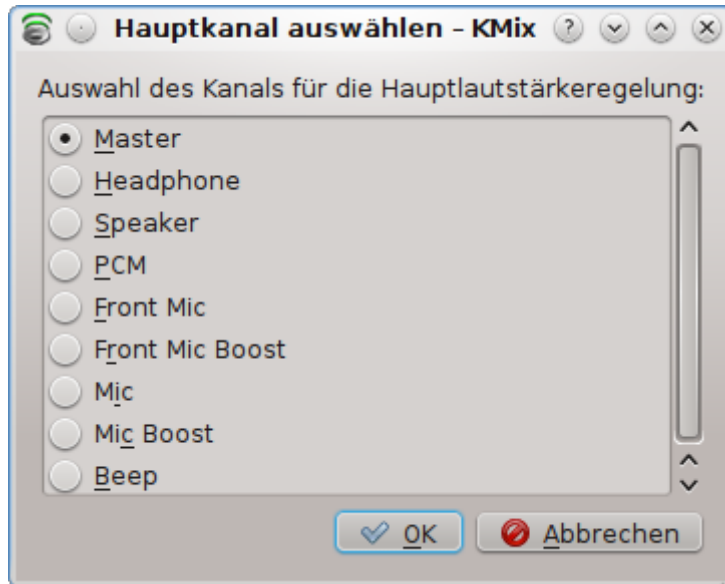 Hauptkanal auswählen – KMix
Auswahl des Kanals für die Hauptlautstärkeregelung:
Master
Headphone
Speaker
PCM
Front Mic
Front Mic Boost
Mic
Mic Boost
Beep
OK
Abbrechen